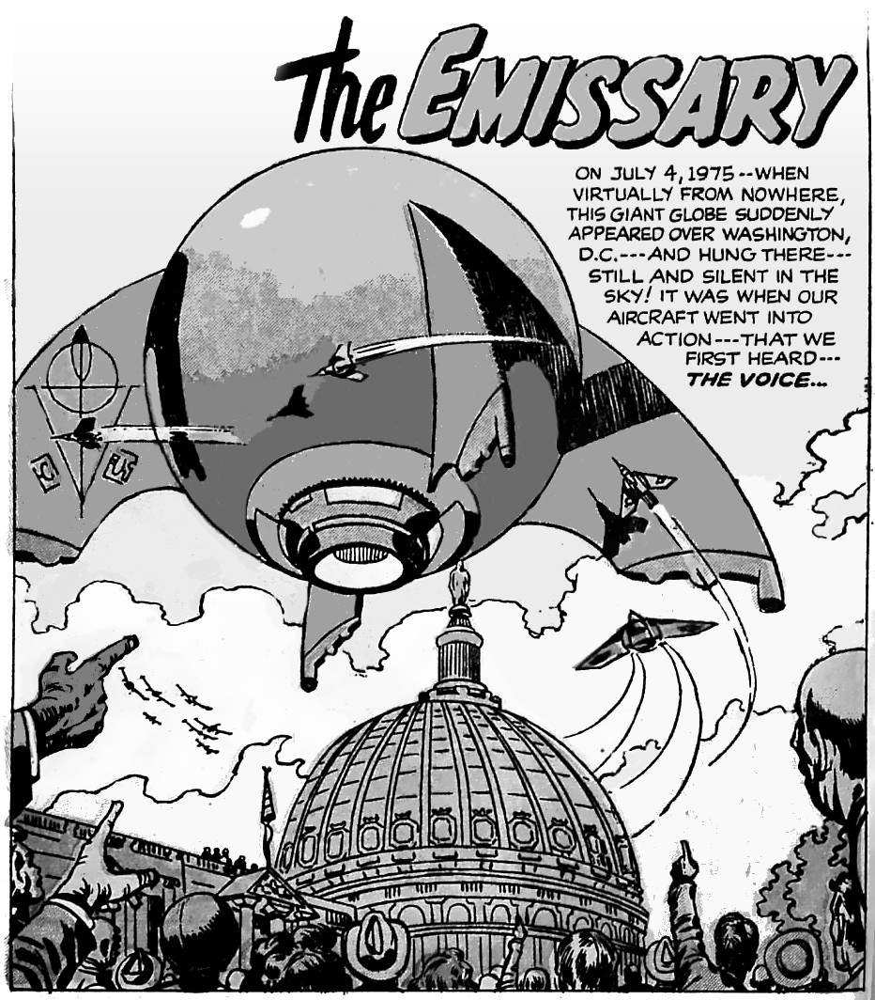 The EMISSARY
ON JULY 4, 1975--WHEN
VIRTUALLY FROM NOWHERE,
THIS GIANT GLOBE SUDDENLY
APPEARED OVER WASHINGTON,
D.C.---AND HUNG THERE---
STILL AND SILENT IN THE
SKY! IT WAS WHEN OUR
AIRCRAFT WENT INTO
ACTION---THAT WE
FIRST HEARD---
THE VOICE...